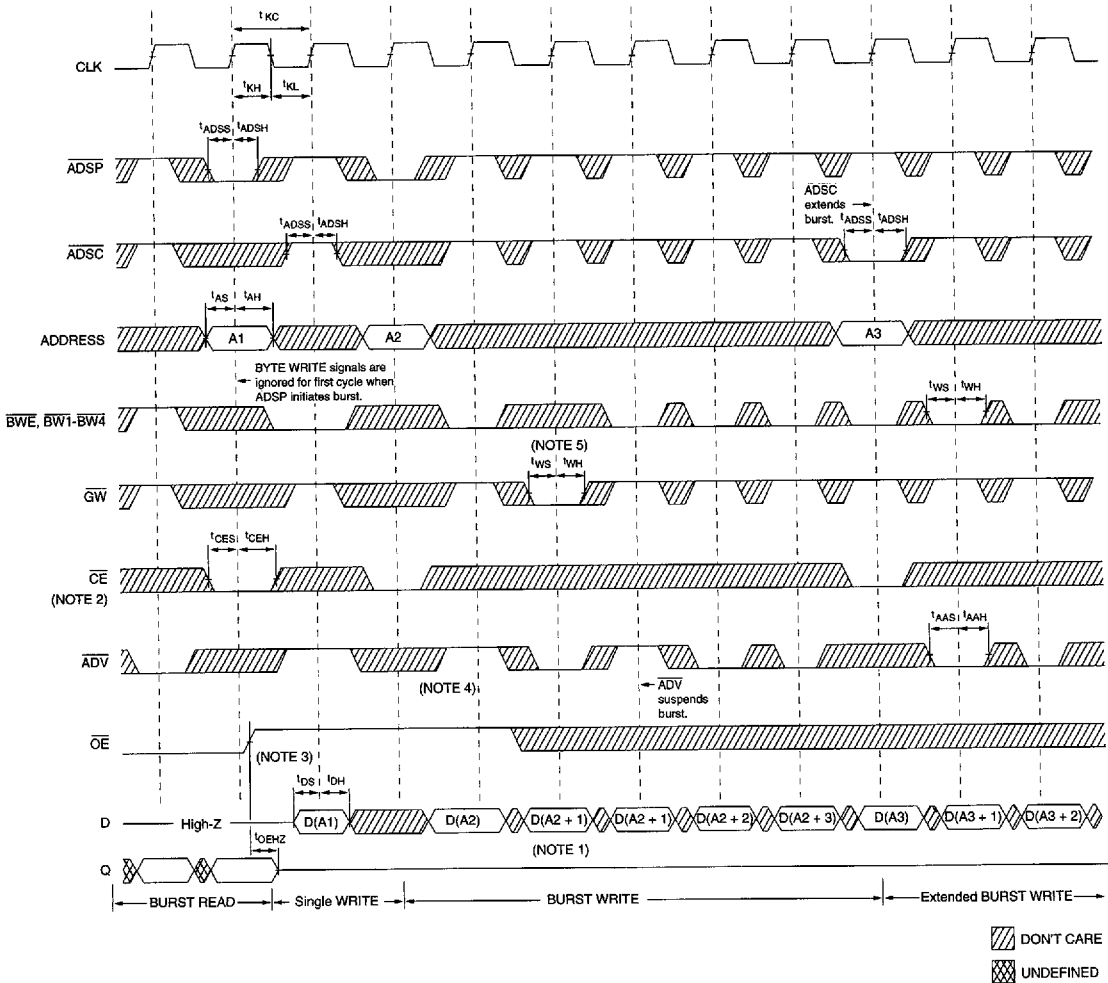 tKC
CLK
tKH
tKL
tADSS
tADSH
ADSP
ADSC
extends
burst.
tADSS
tADSH
tADSS
tADSH
ADSC
tAS
tAH
ADDRESS
A1
A2
A3
BYTE WRITE signals are
ignored for first cycle when
ADSP initiates burst.
tWS
tWH
BWE, BW1-BW4
(NOTE 5)
tWS
tWH
GW
tCES
tCEH
CE
(NOTE 2)
tAAS
tAAH
ADV
(NOTE 4)
ADV
suspends
burst.
OE
(NOTE 3)
tDS
tDH
D
High-Z
D(A1)
D(A2)
D(A2 + 1)
D(A2 + 1)
D(A2 + 2)
D(A2 + 3)
D(A3)
D(A3 + 1)
D(A3 + 2)
tOEHZ
(NOTE 1)
Q
BURST READ
Single WRITE
BURST WRITE
Extended BURST WRITE
DON'T CARE
UNDEFINED